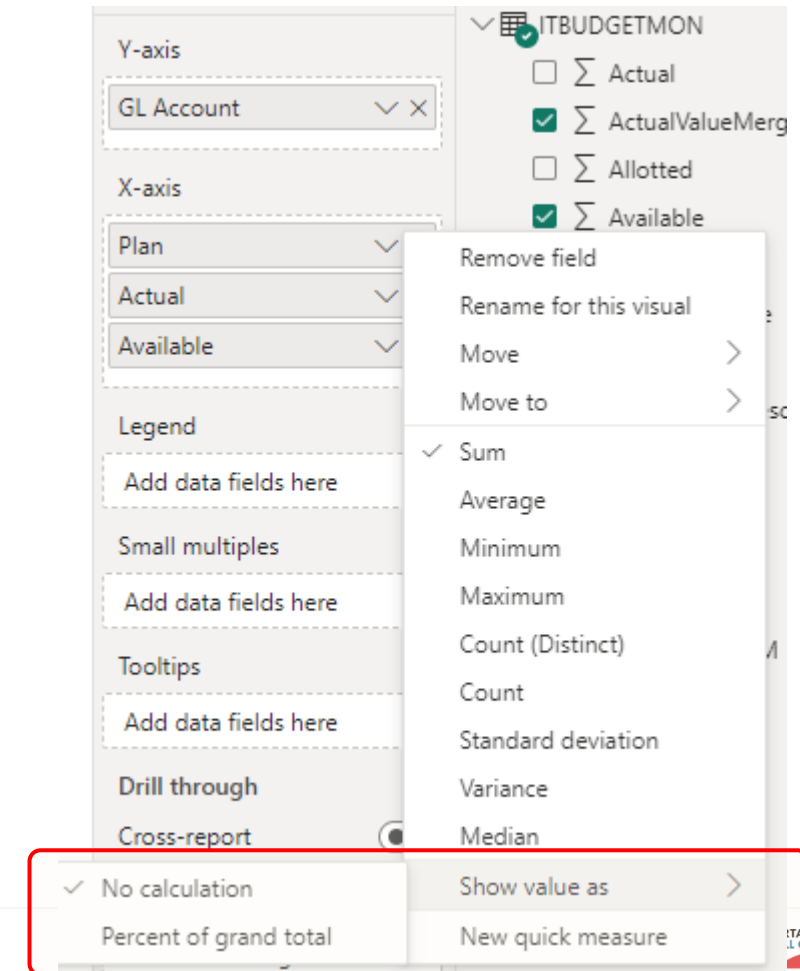 Y-axis
GL Account
X-axis
Plan
Actual
Available
Legend
Add data fields here
Small multiples
Add data fields here
Tooltips
Add data fields here
Drill through
Cross-report
No calculation
Percent of grand total
ITBUDGETMON
Actual
ActualValueMerg
Allotted
Available
Remove field
Rename for this visual
Move
Move to
Sum
Average
Minimum
Maximum
Count (Distinct)
Count
Standard deviation
Variance
Median
Show value as
New quick measure